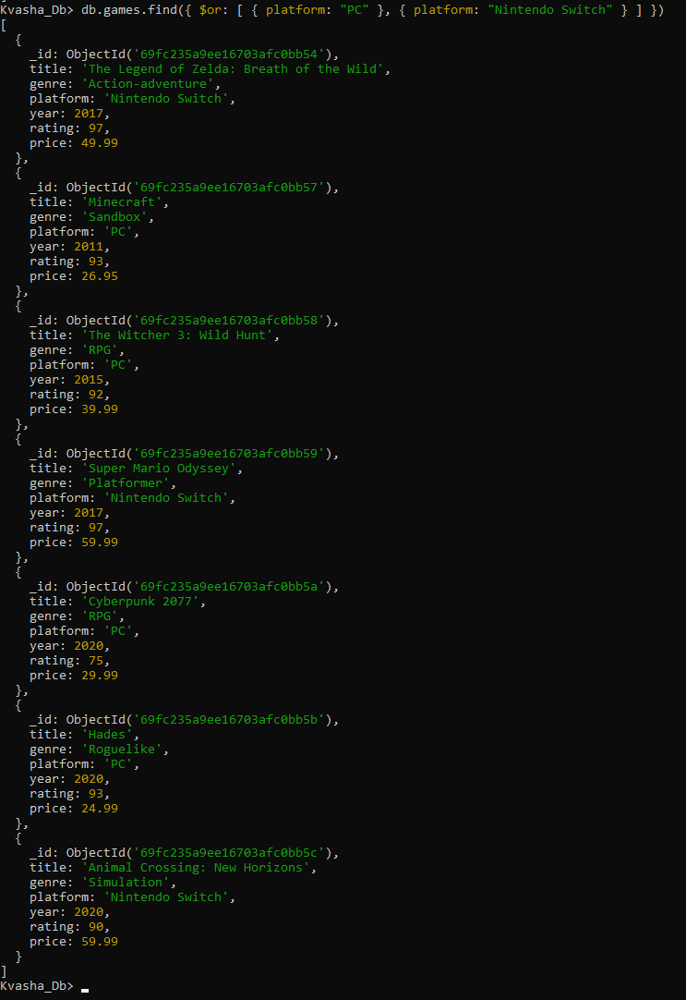 Kvasha_Db> db.games.find({ $or: [ { platform: "PC" }, { platform: "Nintendo Switch" } ] })
[
  {
    _id: ObjectId('69fc235a9ee16703afc0bb54'),
    title: 'The Legend of Zelda: Breath of the Wild',
    genre: 'Action-adventure',
    platform: 'Nintendo Switch',
    year: 2017,
    rating: 97,
    price: 49.99
  },
  {
    _id: ObjectId('69fc235a9ee16703afc0bb57'),
    title: 'Minecraft',
    genre: 'Sandbox',
    platform: 'PC',
    year: 2011,
    rating: 93,
    price: 26.95
  },
  {
    _id: ObjectId('69fc235a9ee16703afc0bb58'),
    title: 'The Witcher 3: Wild Hunt',
    genre: 'RPG',
    platform: 'PC',
    year: 2015,
    rating: 92,
    price: 39.99
  },
  {
    _id: ObjectId('69fc235a9ee16703afc0bb59'),
    title: 'Super Mario Odyssey',
    genre: 'Platformer',
    platform: 'Nintendo Switch',
    year: 2017,
    rating: 97,
    price: 59.99
  },
  {
    _id: ObjectId('69fc235a9ee16703afc0bb5a'),
    title: 'Cyberpunk 2077',
    genre: 'RPG',
    platform: 'PC',
    year: 2020,
    rating: 75,
    price: 29.99
  },
  {
    _id: ObjectId('69fc235a9ee16703afc0bb5b'),
    title: 'Hades',
    genre: 'Roguelike',
    platform: 'PC',
    year: 2020,
    rating: 93,
    price: 24.99
  },
  {
    _id: ObjectId('69fc235a9ee16703afc0bb5c'),
    title: 'Animal Crossing: New Horizons',
    genre: 'Simulation',
    platform: 'Nintendo Switch',
    year: 2020,
    rating: 90,
    price: 59.99
  }
]
Kvasha_Db> _